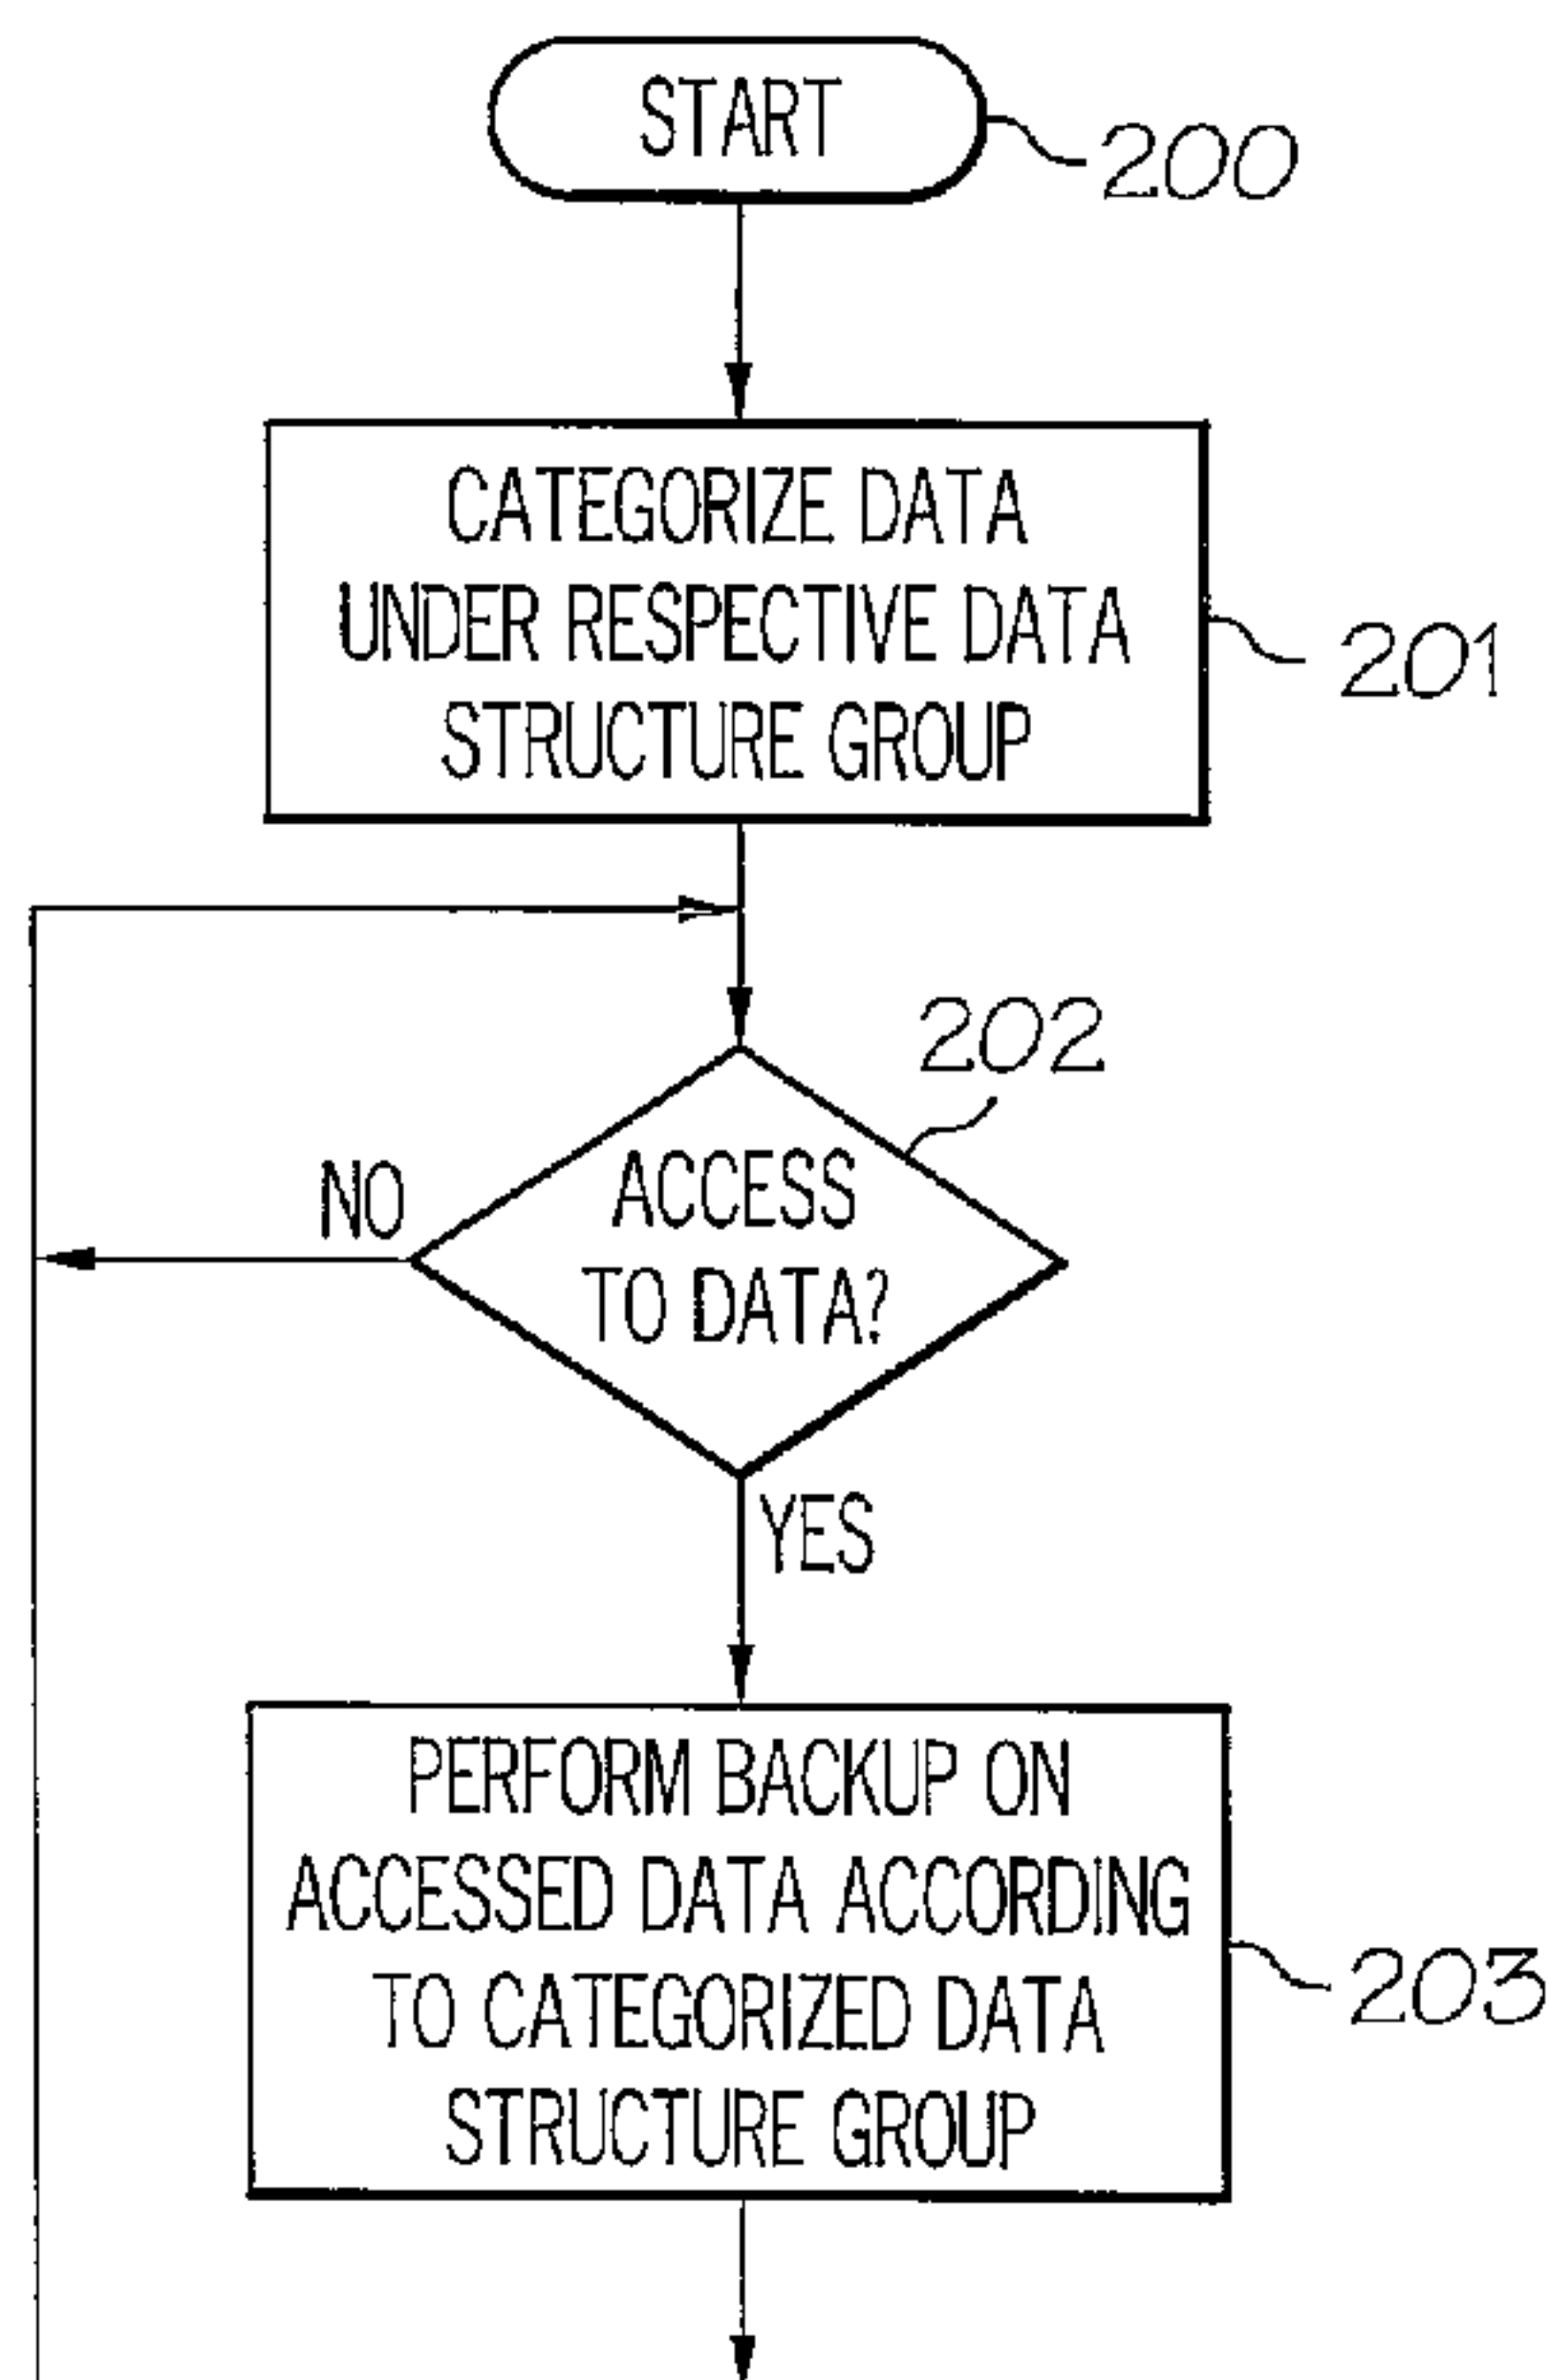 START
200
CATEGORIZE DATA
UNDER RESPECTIVE DATA
STRUCTURE GROUP
201
202
NO
ACCESS
TO DATA?
YES
PERFORM BACKUP ON
ACCESSED DATA ACCORDING
TO CATEGORIZED DATA
STRUCTURE GROUP
203